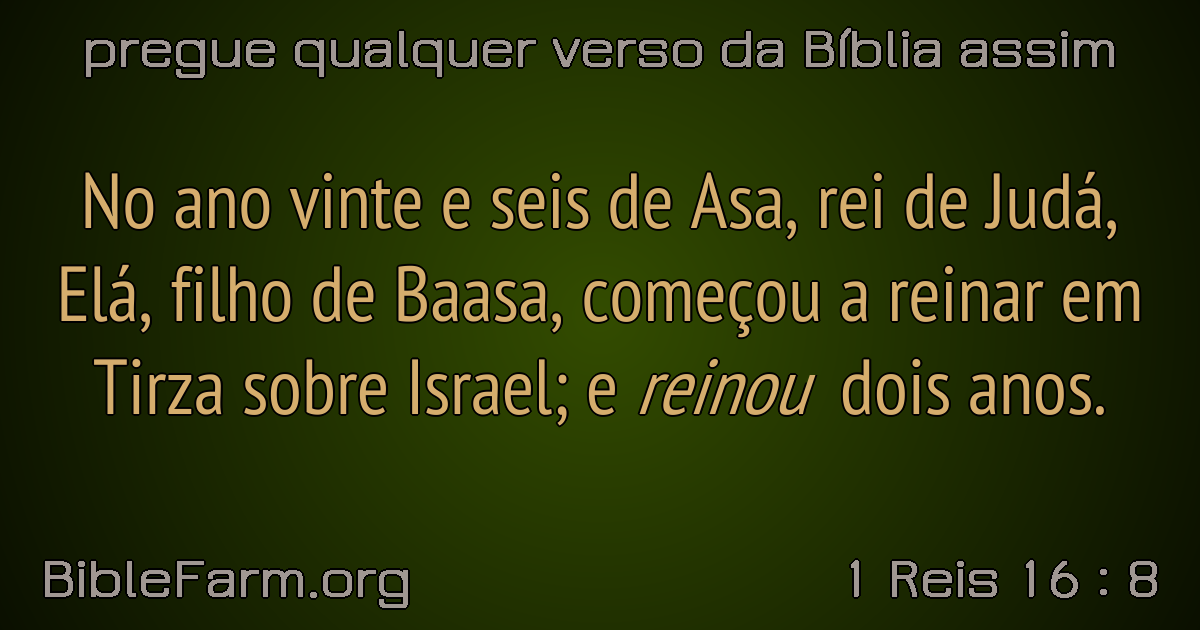 pregue qualquer verso da Bíblia assim
No ano vinte e seis de Asa, rei de Judá,
Elá, filho de Baasa, começou a reinar em
Tirza sobre Israel; e reinou dois anos.
BibleFarm.org
1 Reis 16 : 8